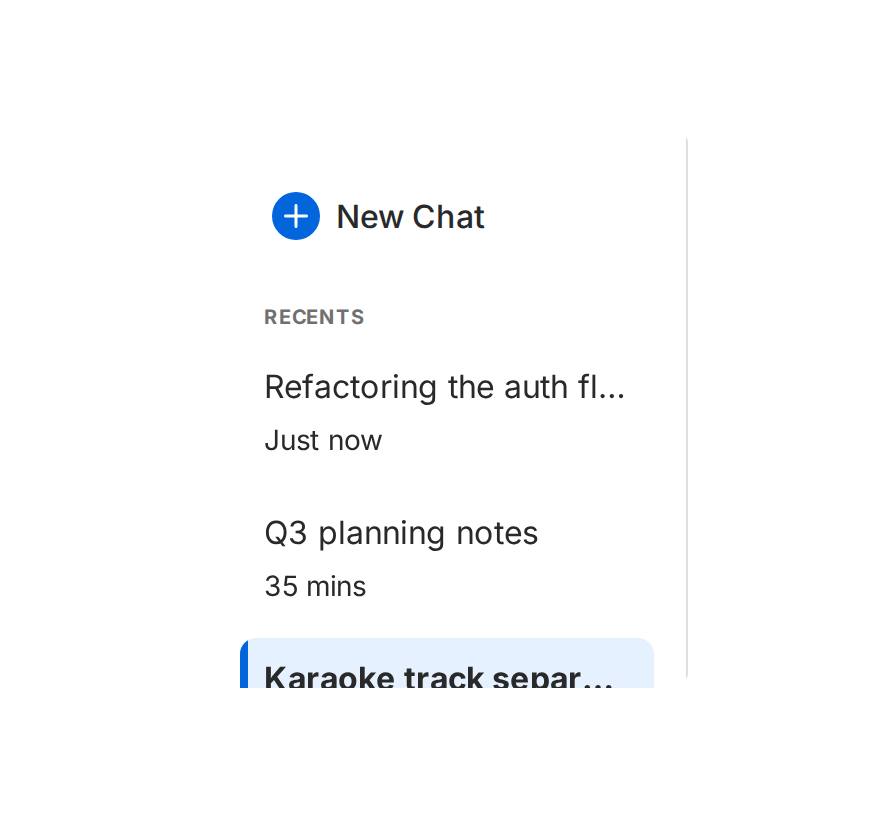 New Chat
RECENTS
Refactoring the auth fl...
Just now
Q3 planning notes
35 mins
Karaoke track separ...